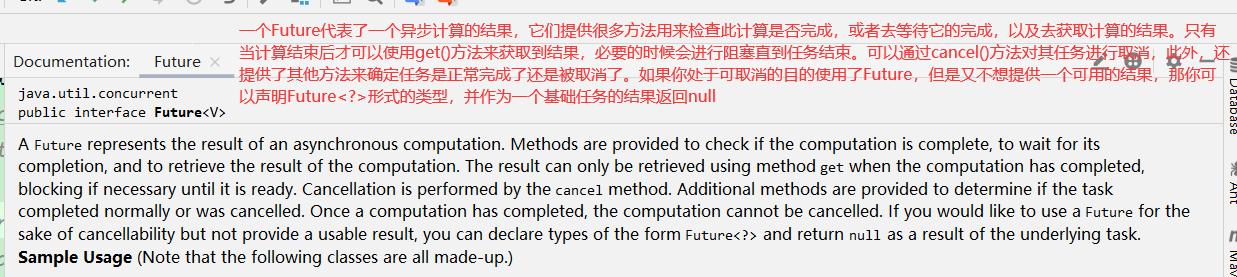 一个Future代表了一个异步计算的结果，它们提供很多方法用来检查此计算是否完成，或者去等待它的完成，以及去获取计算的结果。只有
当计算结束后才可以使用get()方法来获取到结果，必要的时候会进行阻塞直到任务结束。可以通过cancel()方法对其任务进行取消，此外，还
提供了其他方法来确定任务是正常完成了还是被取消了。如果你处于可取消的目的使用了Future，但是又不想提供一个可用的结果，那你可
以声明Future<?>形式的类型，并作为一个基础任务的结果返回null
Documentation: Future
java.util.concurrent
public interface Future<V>
A Future represents the result of an asynchronous computation. Methods are provided to check if the computation is complete, to wait for its
completion, and to retrieve the result of the computation. The result can only be retrieved using method get when the computation has completed,
blocking if necessary until it is ready. Cancellation is performed by the cancel method. Additional methods are provided to determine if the task
completed normally or was cancelled. Once a computation has completed, the computation cannot be cancelled. If you would like to use a Future for the
sake of cancellability but not provide a usable result, you can declare types of the form Future<?> and return null as a result of the underlying task.
Sample Usage (Note that the following classes are all made-up.)
Database
Ant